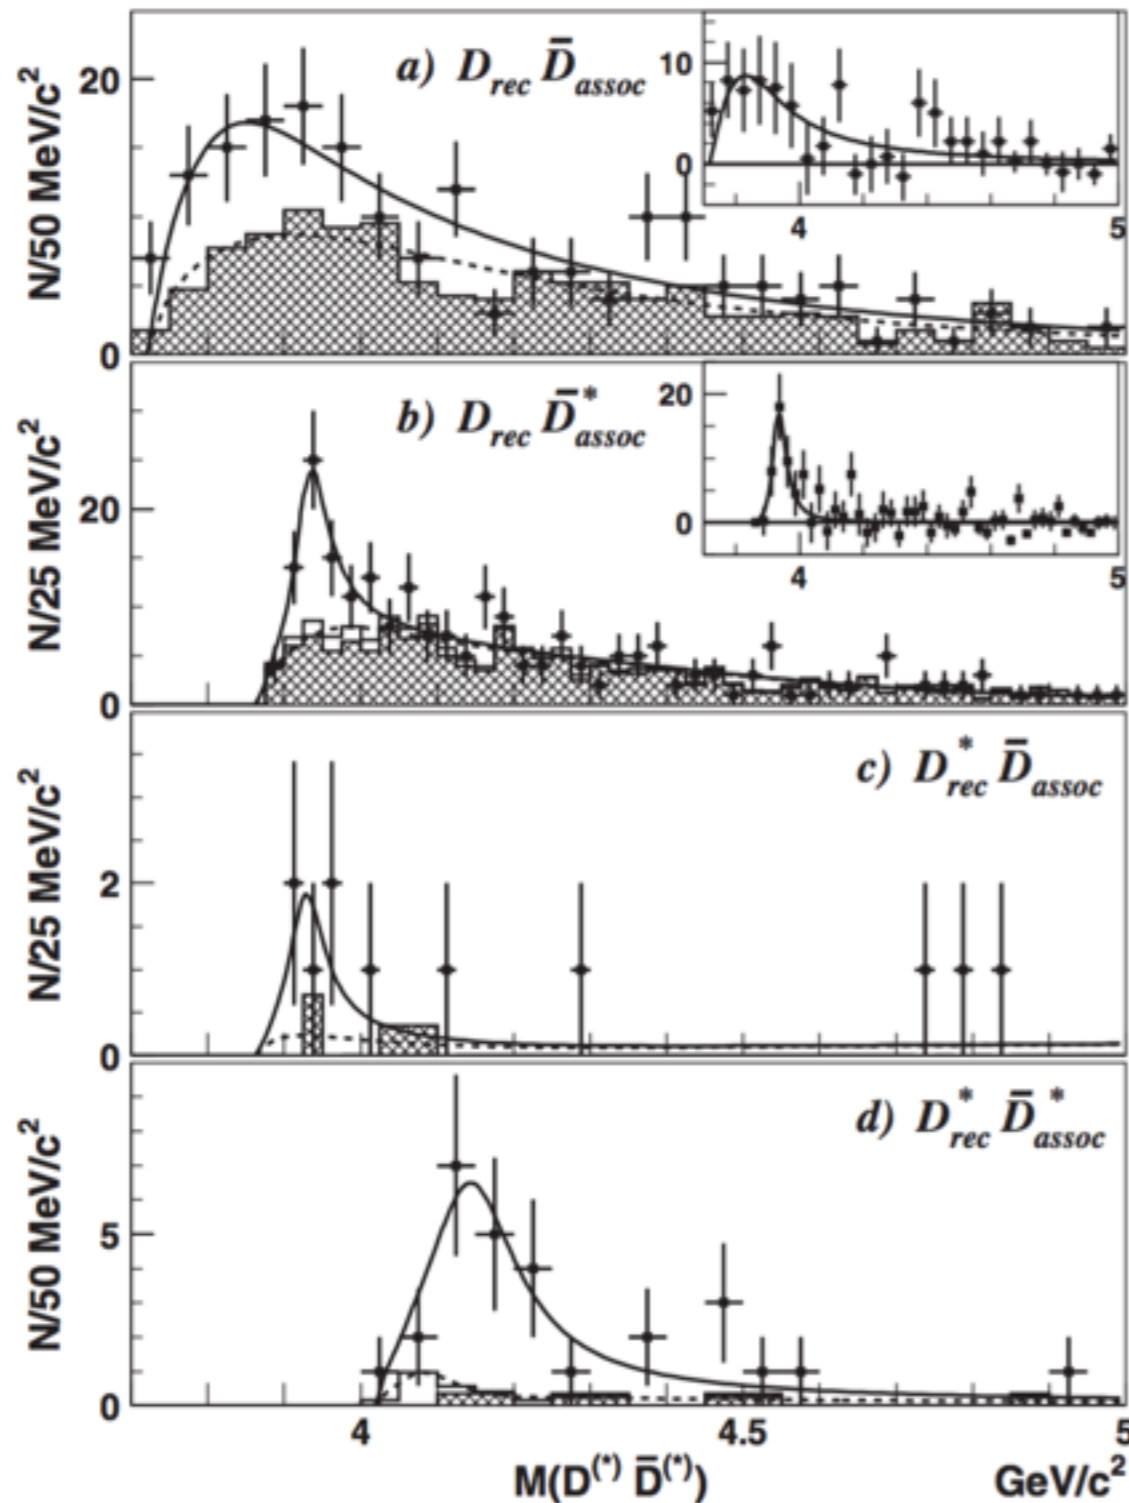 a) D_rec D̄_assoc
N/50 MeV/c²
20
0
10
0
4
5
b) D_rec D̄*_assoc
N/25 MeV/c²
20
0
20
0
4
5
c) D*_rec D̄_assoc
N/25 MeV/c²
2
0
d) D*_rec D̄*_assoc
N/50 MeV/c²
5
0
4
4.5
5
M(D^(*) D̄^(*))
GeV/c²